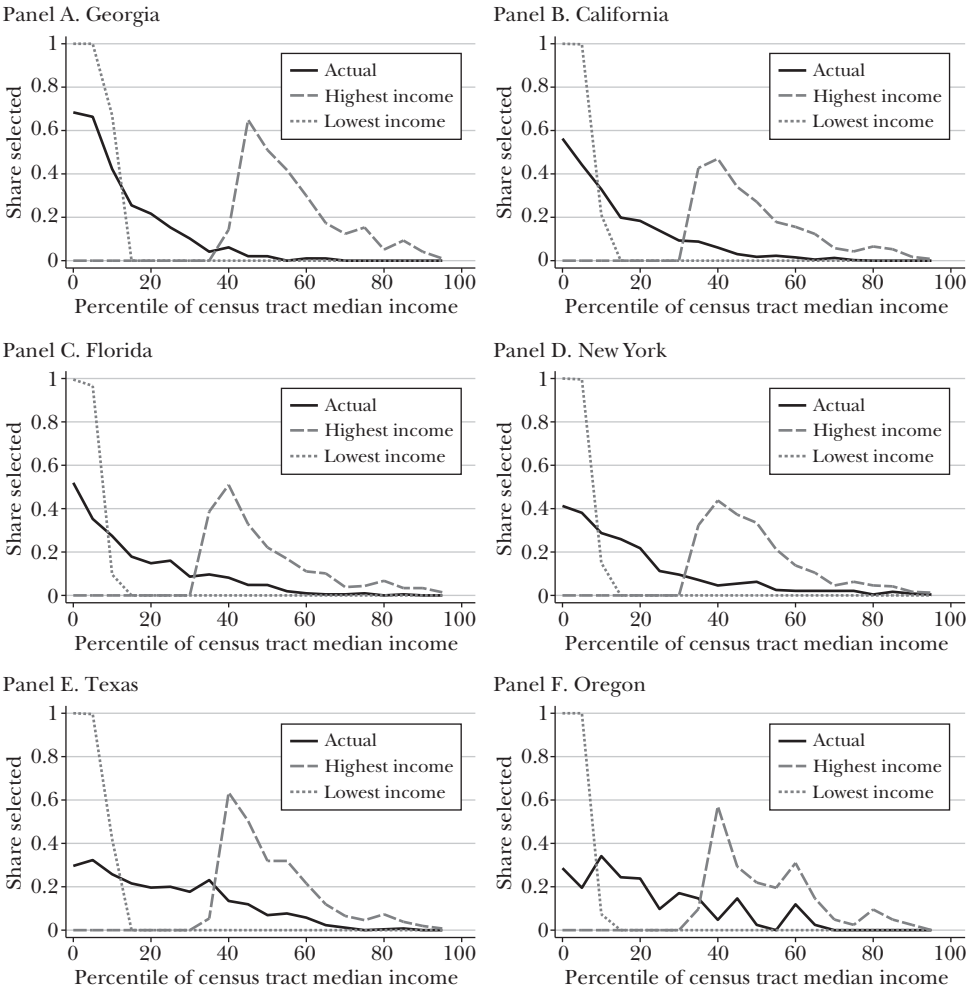 Panel A. Georgia
1
0.8
0.6
0.4
0.2
0
Share selected
Actual
Highest income
Lowest income
0 20 40 60 80 100
Percentile of census tract median income
Panel B. California
1
0.8
0.6
0.4
0.2
0
Share selected
Actual
Highest income
Lowest income
0 20 40 60 80 100
Percentile of census tract median income
Panel C. Florida
1
0.8
0.6
0.4
0.2
0
Share selected
Actual
Highest income
Lowest income
0 20 40 60 80 100
Percentile of census tract median income
Panel D. New York
1
0.8
0.6
0.4
0.2
0
Share selected
Actual
Highest income
Lowest income
0 20 40 60 80 100
Percentile of census tract median income
Panel E. Texas
1
0.8
0.6
0.4
0.2
0
Share selected
Actual
Highest income
Lowest income
0 20 40 60 80 100
Percentile of census tract median income
Panel F. Oregon
1
0.8
0.6
0.4
0.2
0
Share selected
Actual
Highest income
Lowest income
0 20 40 60 80 100
Percentile of census tract median income